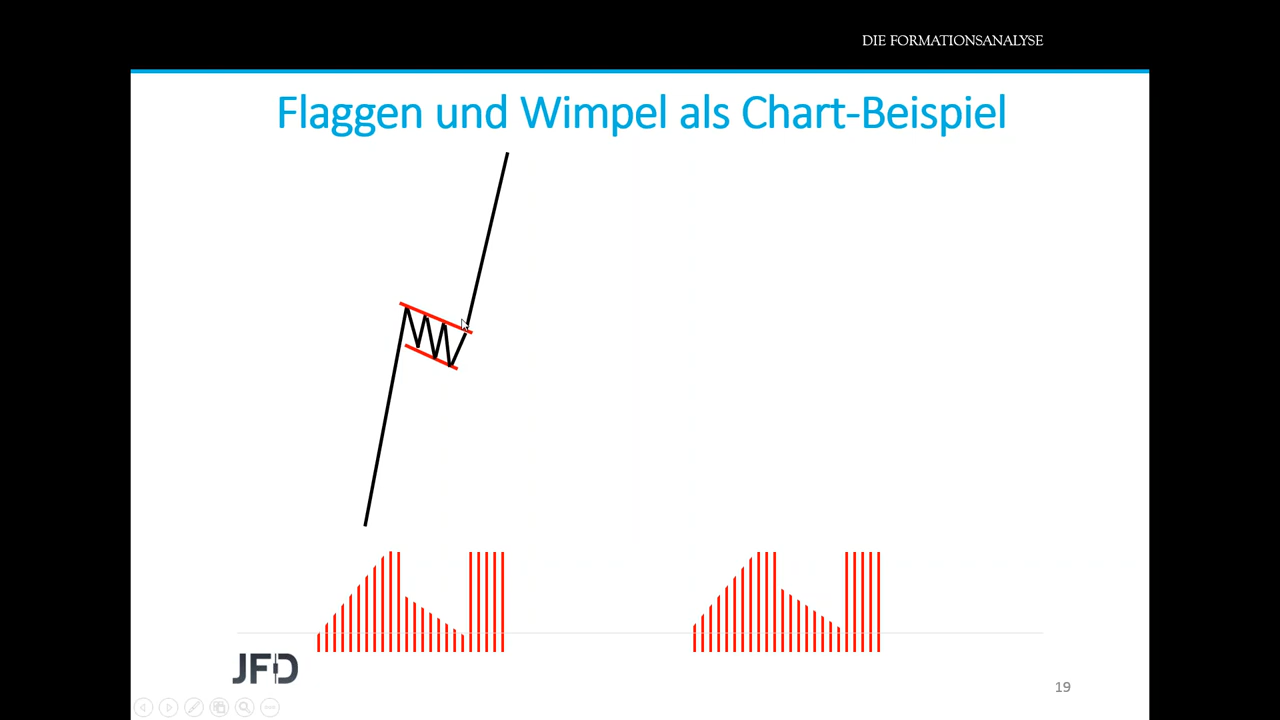 DIE FORMATIONSANALYSE
Flaggen und Wimpel als Chart-Beispiel
JFD
19